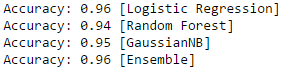 Accuracy: 0.96 [Logistic Regression]
Accuracy: 0.94 [Random Forest]
Accuracy: 0.95 [GaussianNB]
Accuracy: 0.96 [Ensemble]